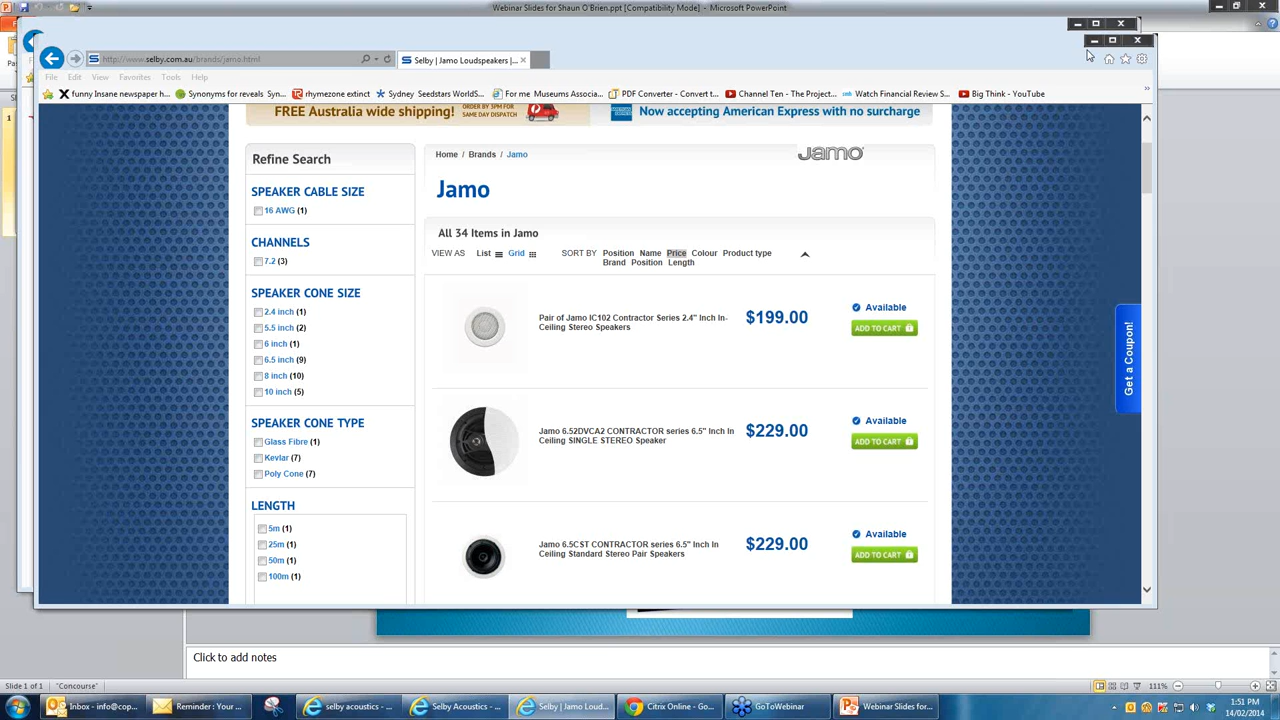 Webinar Slides for Shaun O'Brien.ppt [Compatibility Mode] - Microsoft PowerPoint
http://www.selby.com.au/brands/jamo.html
Selby | Jamo Loudspeakers |...
File Edit View Favorites Tools Help
funny Insane newspaper h...
Synonyms for reveals Syn...
rhymezone extinct
Sydney Seedstars WorldS...
For me Museums Associa...
PDF Converter - Convert t...
Channel Ten - The Project...
Watch Financial Review S...
Big Think - YouTube
FREE Australia wide shipping!
ORDER BY 3PM FOR
SAME DAY DISPATCH
Now accepting American Express with no surcharge
Refine Search
SPEAKER CABLE SIZE
16 AWG (1)
CHANNELS
7.2 (3)
SPEAKER CONE SIZE
2.4 inch (1)
5.5 inch (2)
6 inch (1)
6.5 inch (9)
8 inch (10)
10 inch (5)
SPEAKER CONE TYPE
Glass Fibre (1)
Kevlar (7)
Poly Cone (7)
LENGTH
5m (1)
25m (1)
50m (1)
100m (1)
Home / Brands / Jamo
Jamo
Jamo
All 34 Items in Jamo
VIEW AS List Grid SORT BY Position Name Price Colour Product type
Brand Position Length
Pair of Jamo IC102 Contractor Series 2.4" Inch In-
Ceiling Stereo Speakers
$199.00
Available
ADD TO CART
Jamo 6.52DVCA2 CONTRACTOR series 6.5" Inch In
Ceiling SINGLE STEREO Speaker
$229.00
Available
ADD TO CART
Jamo 6.5CST CONTRACTOR series 6.5" Inch In
Ceiling Standard Stereo Pair Speakers
$229.00
Available
ADD TO CART
Get a Coupon!
Click to add notes
Slide 1 of 1 "Concourse" 111%
Inbox - info@cop...
Reminder : Your ...
selby acoustics - ...
Selby Acoustics - ...
Selby | Jamo Loud...
Citrix Online - Go...
GoToWebinar
Webinar Slides for...
1:51 PM
14/02/2014